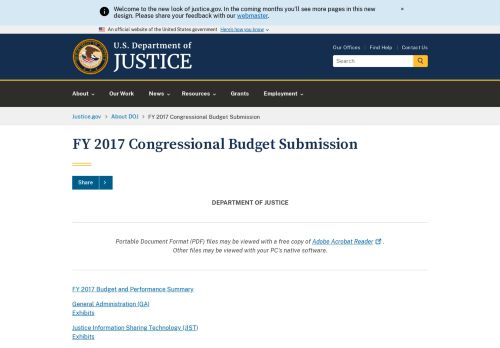 Welcome to the new look of justice.gov. In the coming months you'll see more pages in this new
design. Please share your feedback with our webmaster.
×
An official website of the United States government Here's how you know
U.S. Department of
JUSTICE
Our Offices | Find Help | Contact Us
Search
About
Our Work
News
Resources
Grants
Employment
Justice.gov > About DOJ > FY 2017 Congressional Budget Submission
FY 2017 Congressional Budget Submission
Share >
DEPARTMENT OF JUSTICE
Portable Document Format (PDF) files may be viewed with a free copy of Adobe Acrobat Reader .
Other files may be viewed with your PC's native software.
FY 2017 Budget and Performance Summary
General Administration (GA)
Exhibits
Justice Information Sharing Technology (JIST)
Exhibits